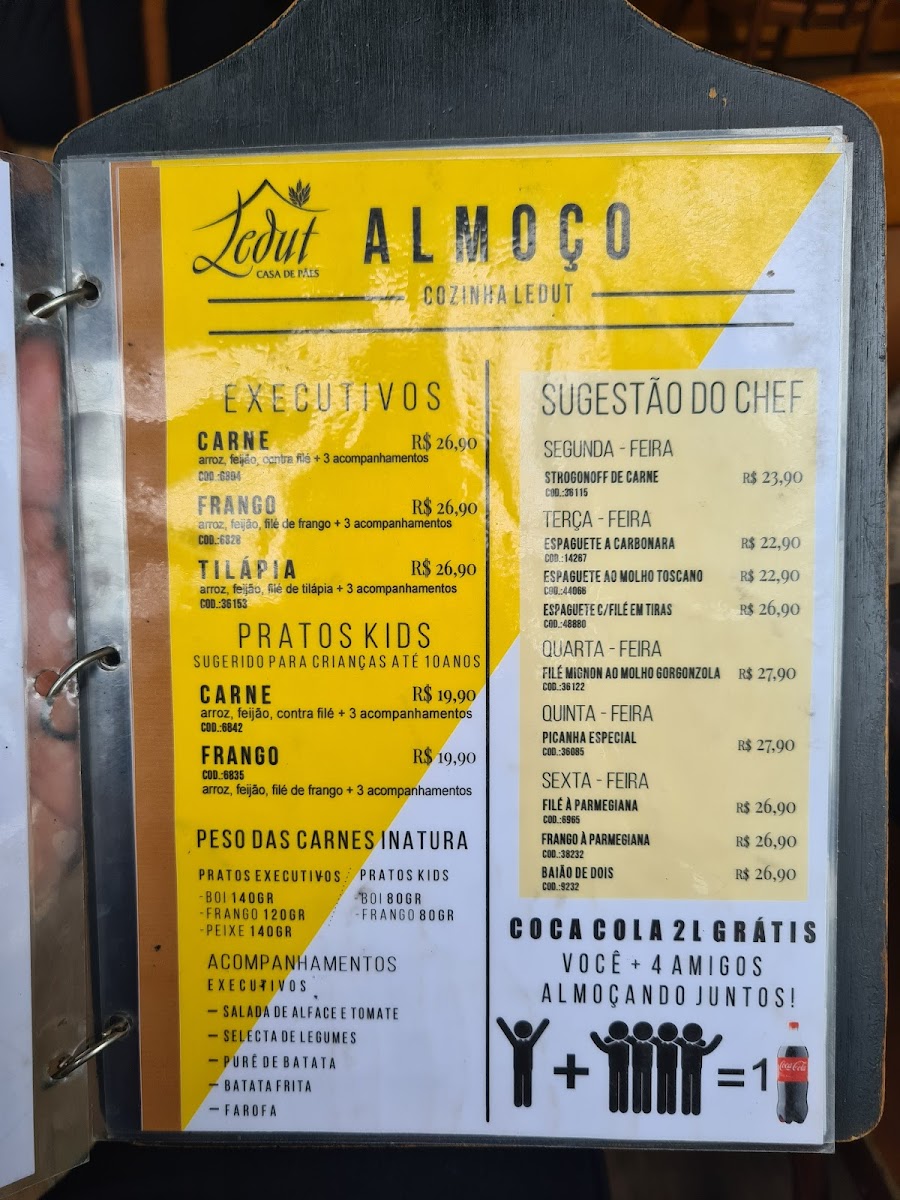 Ledut
CASA DE PÃES
ALMOÇO
COZINHA LEDUT
EXECUTIVOS
CARNE R$ 26,90
arroz, feijão, contra filé + 3 acompanhamentos
COD.:6804
FRANGO R$ 26,90
arroz, feijão, filé de frango + 3 acompanhamentos
COD.:6828
TILÁPIA R$ 26,90
arroz, feijão, filé de tilápia + 3 acompanhamentos
COD.:36153
PRATOS KIDS
SUGERIDO PARA CRIANÇAS ATÉ 10ANOS
CARNE R$ 19,90
arroz, feijão, contra filé + 3 acompanhamentos
COD.:6842
FRANGO R$ 19,90
COD.:6835
arroz, feijão, filé de frango + 3 acompanhamentos
PESO DAS CARNES INATURA
PRATOS EXECUTIVOS PRATOS KIDS
-BOI 140GR -BOI 80GR
-FRANGO 120GR -FRANGO 80GR
-PEIXE 140GR
ACOMPANHAMENTOS
EXECUTIVOS
– SALADA DE ALFACE E TOMATE
– SELECTA DE LEGUMES
– PURÊ DE BATATA
– BATATA FRITA
– FAROFA
SUGESTÃO DO CHEF
SEGUNDA - FEIRA
STROGONOFF DE CARNE R$ 23,90
COD.:36115
TERÇA - FEIRA
ESPAGUETE A CARBONARA R$ 22,90
COD.:14267
ESPAGUETE AO MOLHO TOSCANO R$ 22,90
COD.:44066
ESPAGUETE C/FILÉ EM TIRAS R$ 26,90
COD.:48880
QUARTA - FEIRA
FILÉ MIGNON AO MOLHO GORGONZOLA R$ 27,90
COD.:36122
QUINTA - FEIRA
PICANHA ESPECIAL R$ 27,90
COD.:36085
SEXTA - FEIRA
FILÉ À PARMEGIANA R$ 26,90
COD.:6965
FRANGO À PARMEGIANA R$ 26,90
COD.:38232
BAIÃO DE DOIS R$ 26,90
COD.:9232
COCA COLA 2L GRÁTIS
VOCÊ + 4 AMIGOS
ALMOÇANDO JUNTOS!
+ =1
Coca-Cola